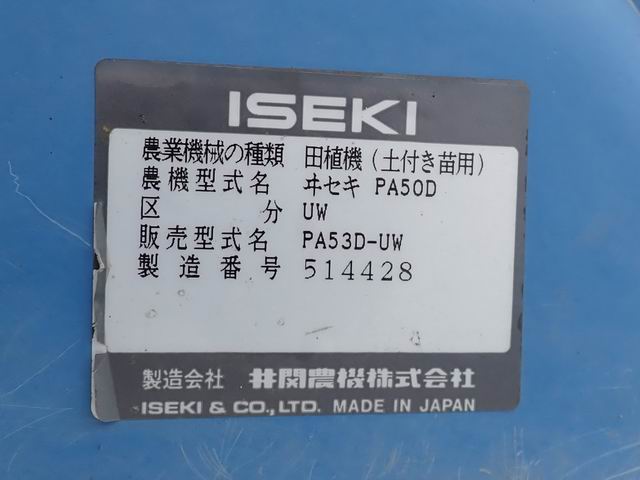 ISEKI
農業機械の種類 田植機(土付き苗用)
農機型式名 ヰセキ PA50D
区分 UW
販売型式名 PA53D-UW
製造番号 514428
製造会社 井関農機株式会社
ISEKI & CO.,LTD. MADE IN JAPAN